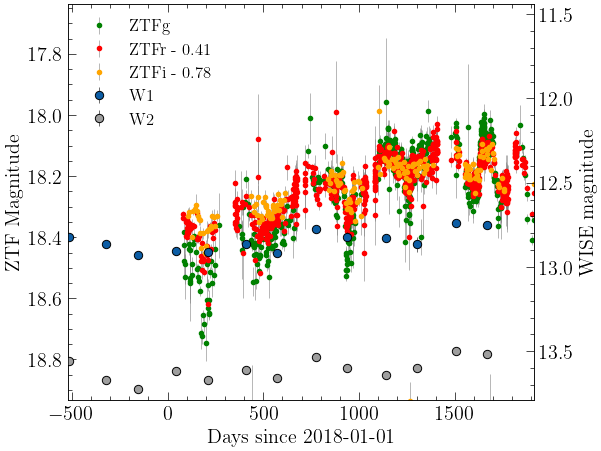 ZTFg
ZTFr - 0.41
ZTFi - 0.78
W1
W2
17.8
18.0
18.2
18.4
18.6
18.8
ZTF Magnitude
11.5
12.0
12.5
13.0
13.5
WISE magnitude
−500 0 500 1000 1500
Days since 2018-01-01